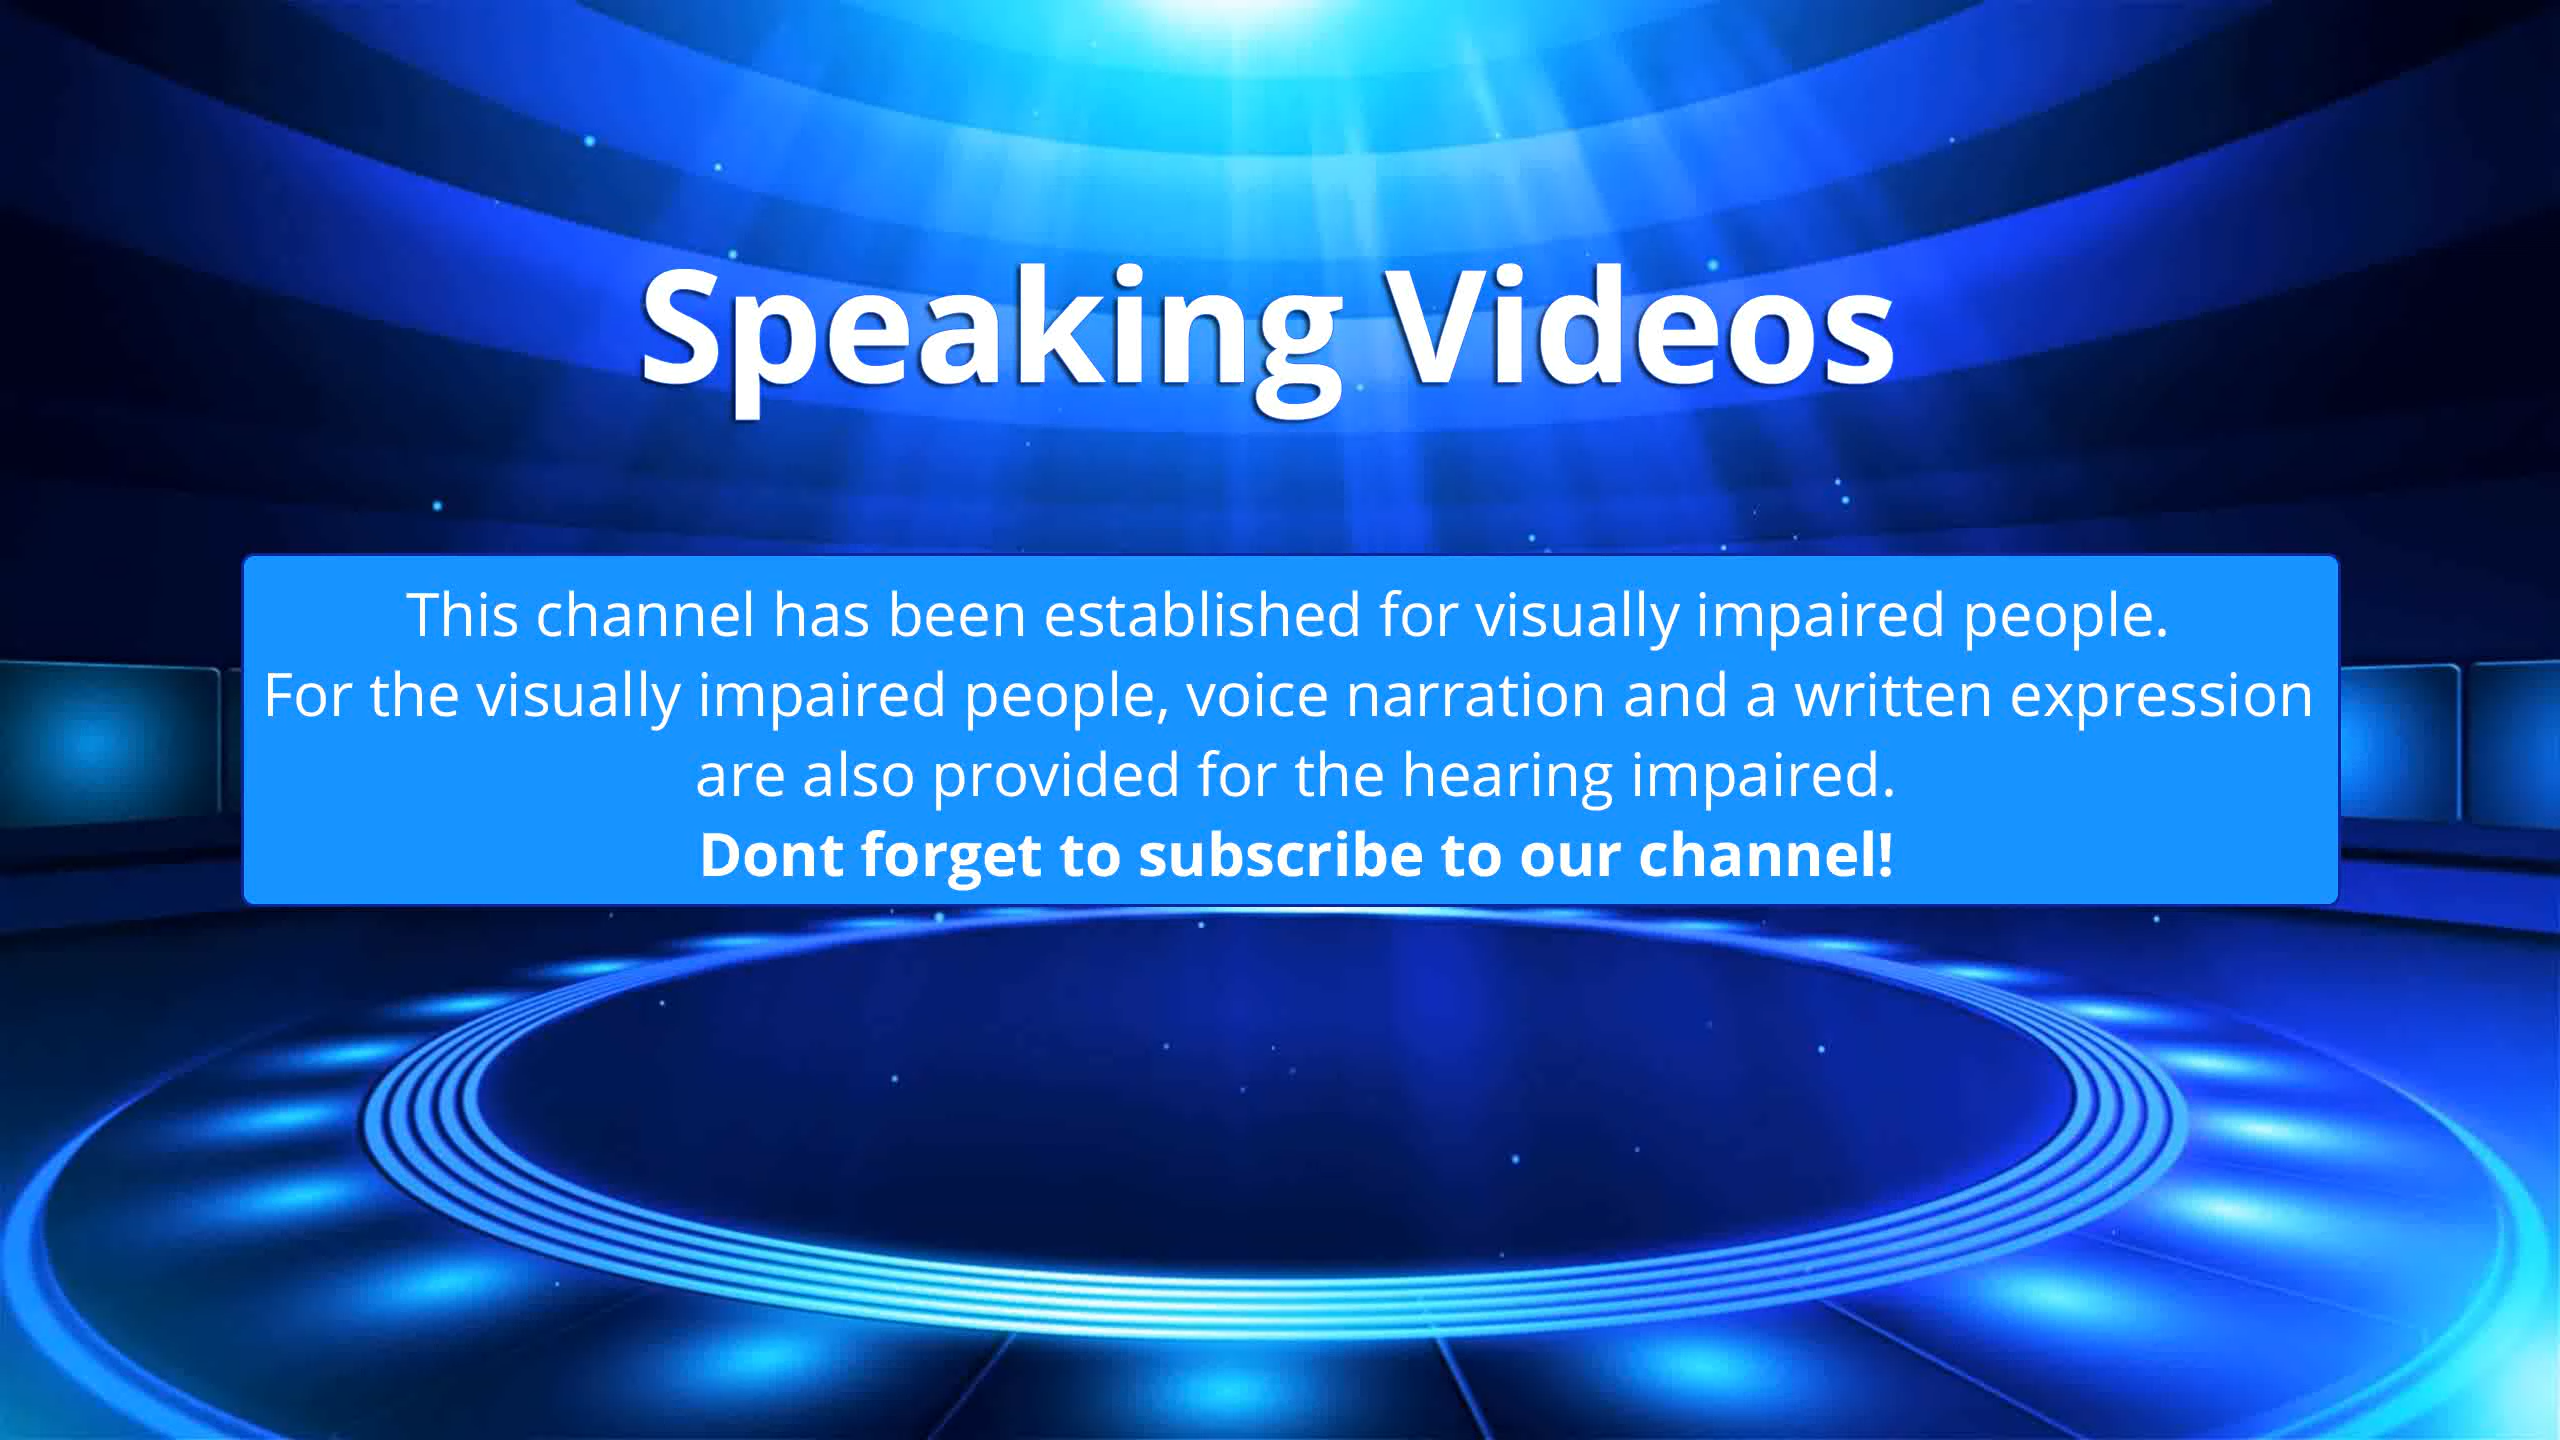 Speaking Videos
This channel has been established for visually impaired people.
For the visually impaired people, voice narration and a written expression
are also provided for the hearing impaired.
Dont forget to subscribe to our channel!